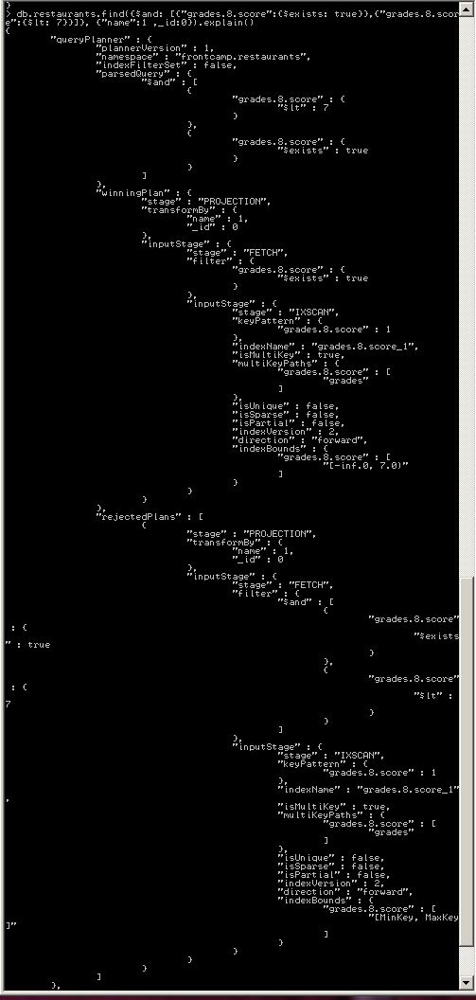 }
> db.restaurants.find({$and: [{"grades.8.score":{$exists: true}},{"grades.8.scor
e":{$lt: 7}}]}, {"name":1 ,_id:0}).explain()
{
"queryPlanner" : {
"plannerVersion" : 1,
"namespace" : "frontcamp.restaurants",
"indexFilterSet" : false,
"parsedQuery" : {
"$and" : [
{
"grades.8.score" : {
"$lt" : 7
}
},
{
"grades.8.score" : {
"$exists" : true
}
}
]
},
"winningPlan" : {
"stage" : "PROJECTION",
"transformBy" : {
"name" : 1,
"_id" : 0
},
"inputStage" : {
"stage" : "FETCH",
"filter" : {
"grades.8.score" : {
"$exists" : true
}
},
"inputStage" : {
"stage" : "IXSCAN",
"keyPattern" : {
"grades.8.score" : 1
},
"indexName" : "grades.8.score_1",
"isMultiKey" : true,
"multiKeyPaths" : {
"grades.8.score" : [
"grades"
]
},
"isUnique" : false,
"isSparse" : false,
"isPartial" : false,
"indexVersion" : 2,
"direction" : "forward",
"indexBounds" : {
"grades.8.score" : [
"[-inf.0, 7.0)"
]
}
}
}
},
"rejectedPlans" : [
{
"stage" : "PROJECTION",
"transformBy" : {
"name" : 1,
"_id" : 0
},
"inputStage" : {
"stage" : "FETCH",
"filter" : {
"$and" : [
{
"grades.8.score"
: {
"$exists
" : true
}
},
{
"grades.8.score"
: {
"$lt" :
7
}
}
]
},
"inputStage" : {
"stage" : "IXSCAN",
"keyPattern" : {
"grades.8.score" : 1
},
"indexName" : "grades.8.score_1"
,
"isMultiKey" : true,
"multiKeyPaths" : {
"grades.8.score" : [
"grades"
]
},
"isUnique" : false,
"isSparse" : false,
"isPartial" : false,
"indexVersion" : 2,
"direction" : "forward",
"indexBounds" : {
"grades.8.score" : [
"[MinKey, MaxKey
]"
]
}
}
}
}
]
},